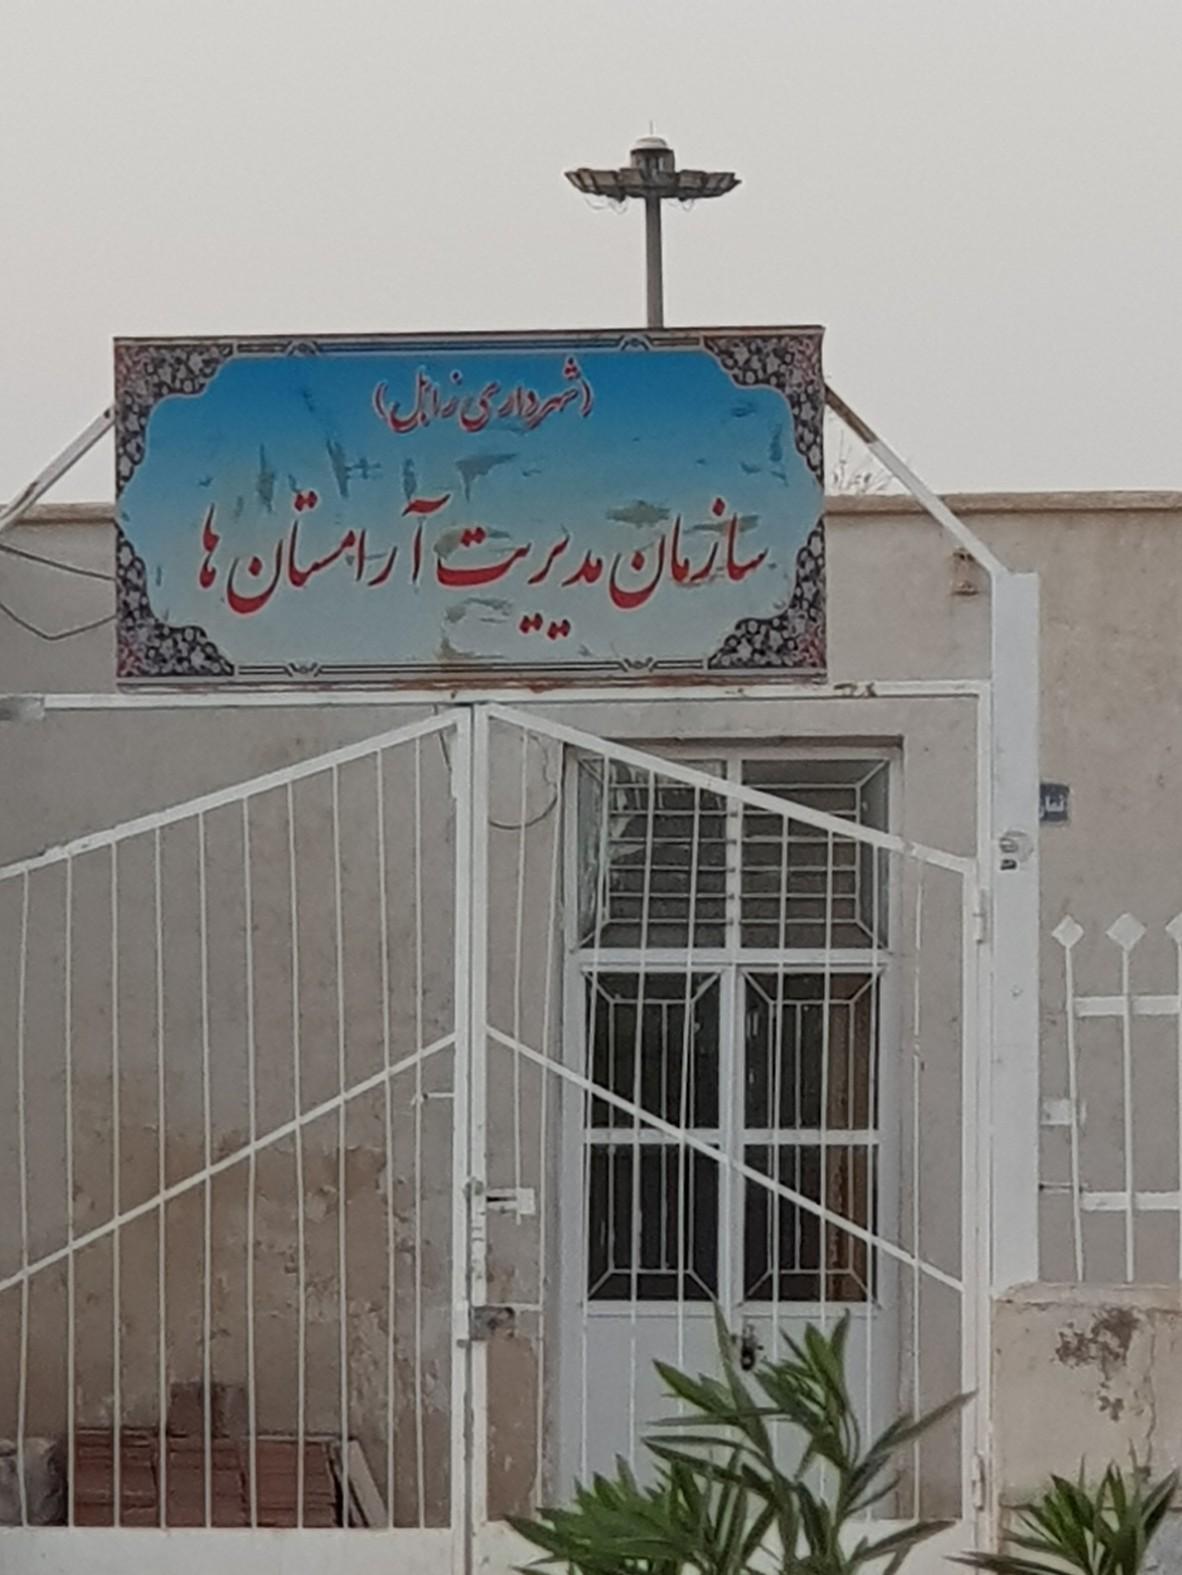 (شهرداری زابل)
سازمان مدیریت آرامستان ها